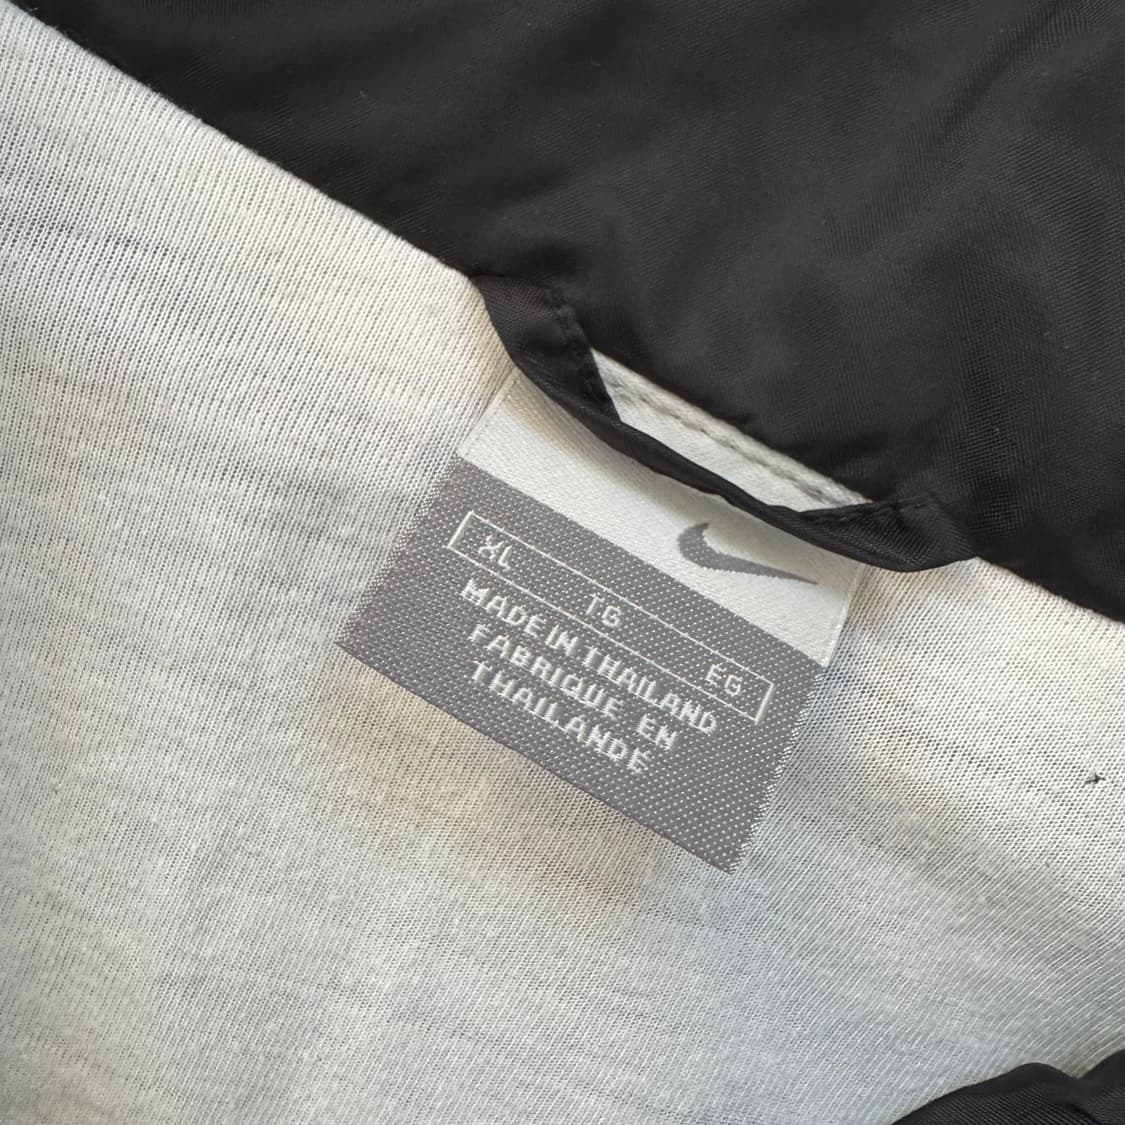 XL TG EG
MADE IN THAILAND
FABRIQUE EN
THAILANDE